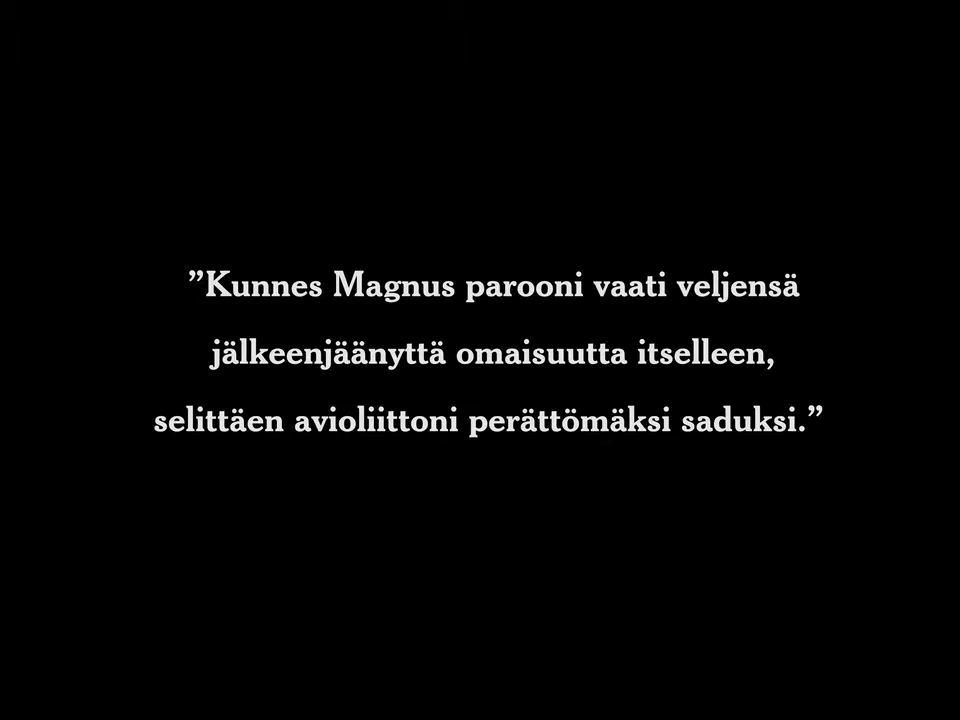 ”Kunnes Magnus parooni vaati veljensä
jälkeenjäänyttä omaisuutta itselleen,
selittäen avioliittoni perättömäksi saduksi.”